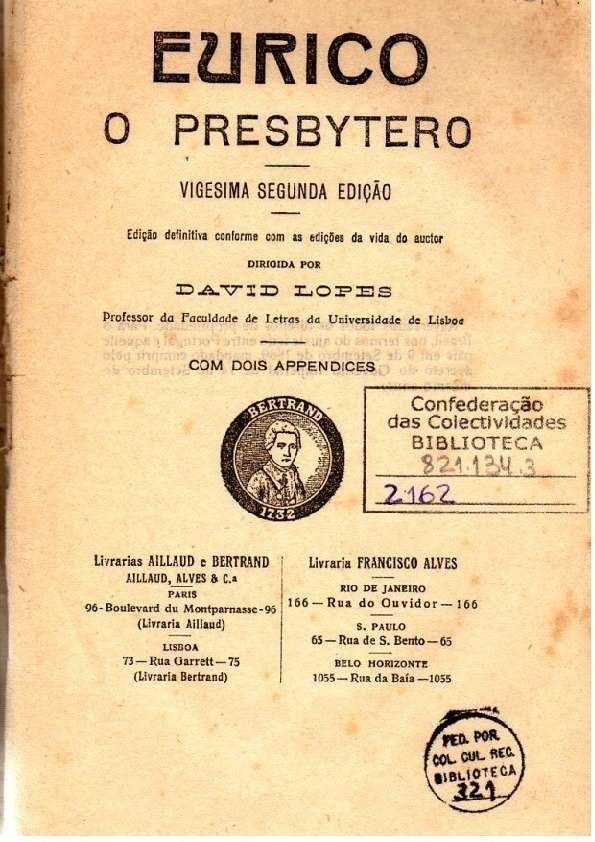 EURICO
O PRESBYTERO
VIGESIMA SEGUNDA EDIÇÃO
Edição definitiva conforme com as edições da vida do auctor
DIRIGIDA POR
DAVID LOPES
Professor da Faculdade de Letras da Universidade de Lisboa
COM DOIS APPENDICES
BERTRAND
1732
Confederação
das Colectividades
BIBLIOTECA
821.134.3
2162
Livrarias AILLAUD e BERTRAND
AILLAUD, ALVES & C.ª
PARIS
96-Boulevard du Montparnasse-96
(Livraria Aillaud)
LISBOA
73—Rua Garrett—75
(Livraria Bertrand)
Livraria FRANCISCO ALVES
RIO DE JANEIRO
166—Rua do Ouvidor—166
S. PAULO
65—Rua de S. Bento—65
BELO HORIZONTE
1055—Rua da Baía—1055
FED. POR.
COL. CUL. REC.
BIBLIOTECA
321